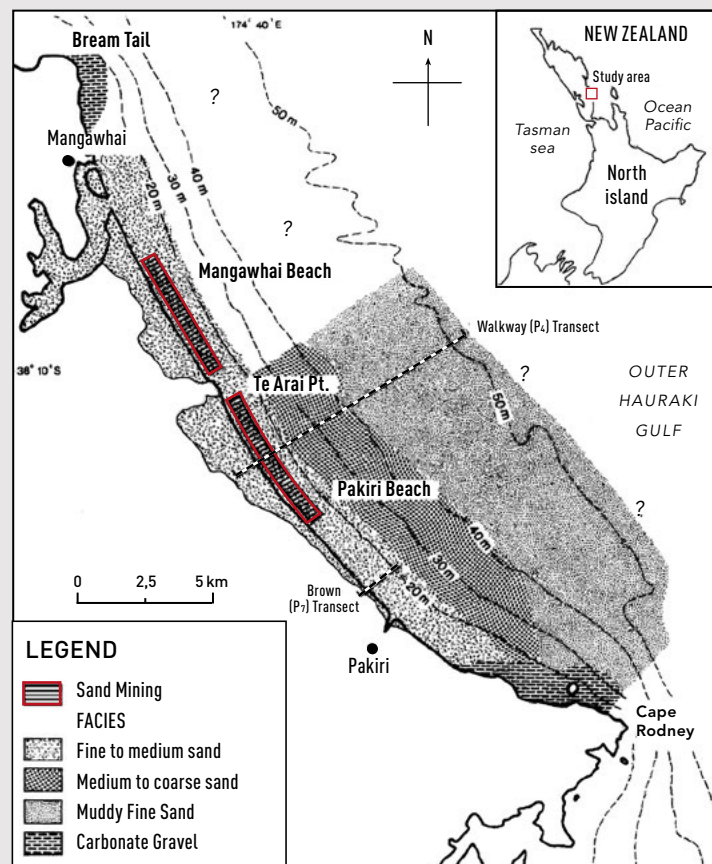 174° 40' E
Bream Tail
N
NEW ZEALAND
Study area
Ocean
Pacific
Tasman
sea
North
island
?
50 m
Mangawhai
40 m
30 m
20 m
?
Mangawhai Beach
Walkway (P4) Transect
36° 10'S
?
OUTER
HAURAKI
GULF
Te Arai Pt.
50 m
Pakiri Beach
?
40 m
30 m
20 m
0 2,5 5 km
Brown
(P7) Transect
Pakiri
Cape
Rodney
LEGEND
Sand Mining
FACIES
Fine to medium sand
Medium to coarse sand
Muddy Fine Sand
Carbonate Gravel